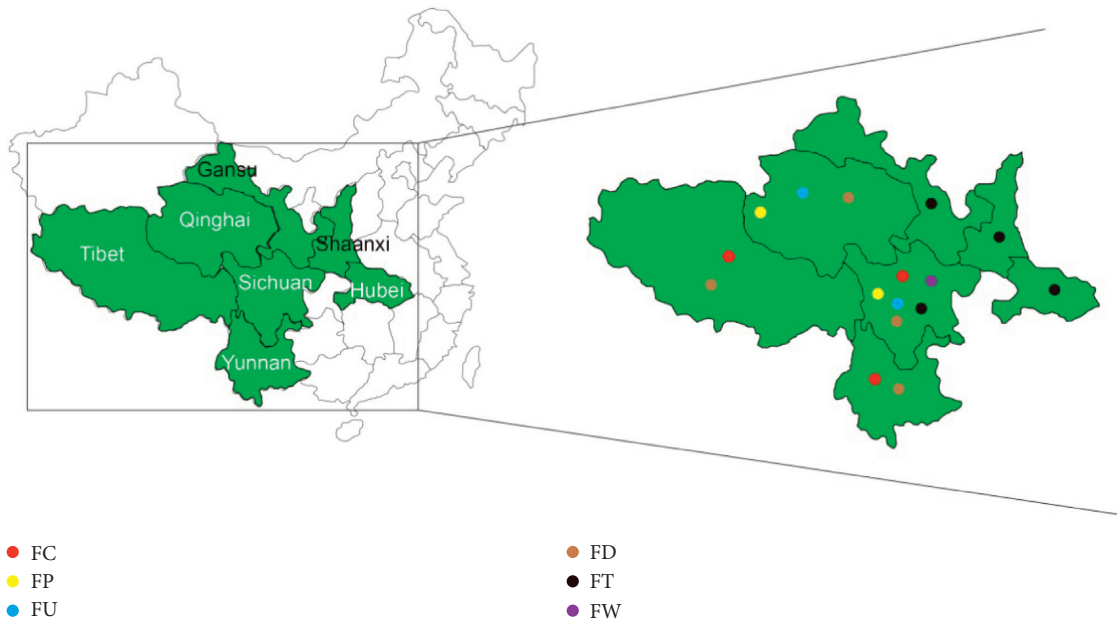 Gansu
Qinghai
Shaanxi
Tibet
Sichuan
Hubei
Yunnan
FC
FP
FU
FD
FT
FW